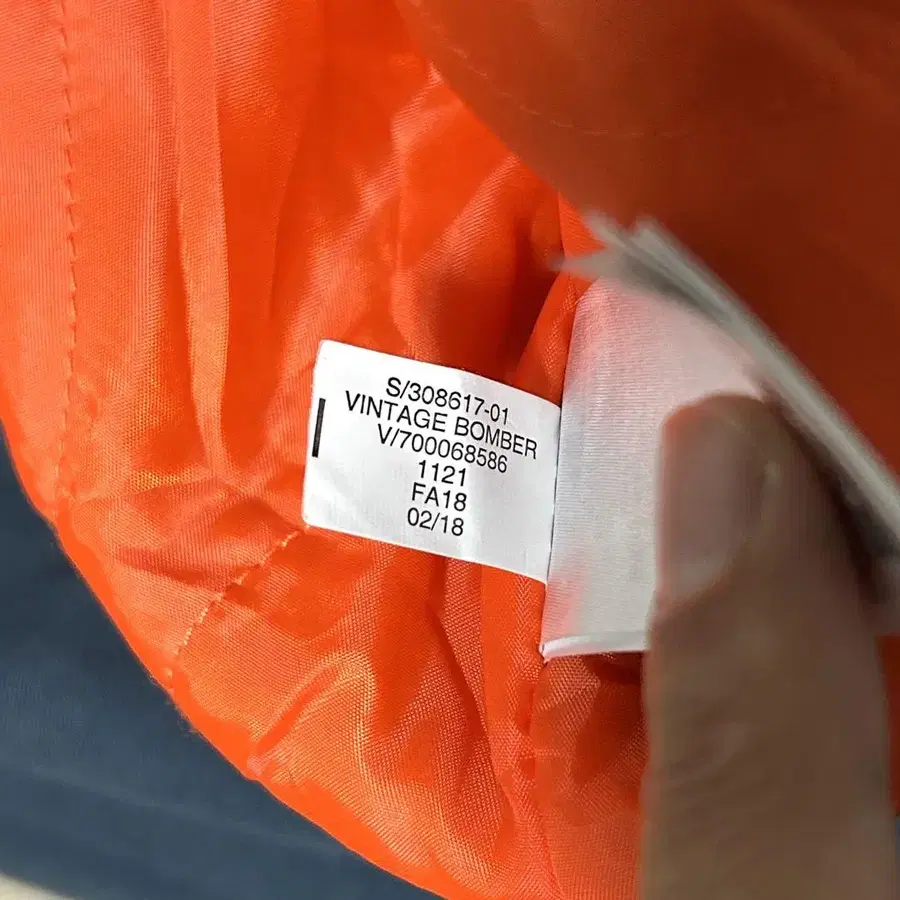 S/308617-01
VINTAGE BOMBER
V/700068586
1121
FA18
02/18